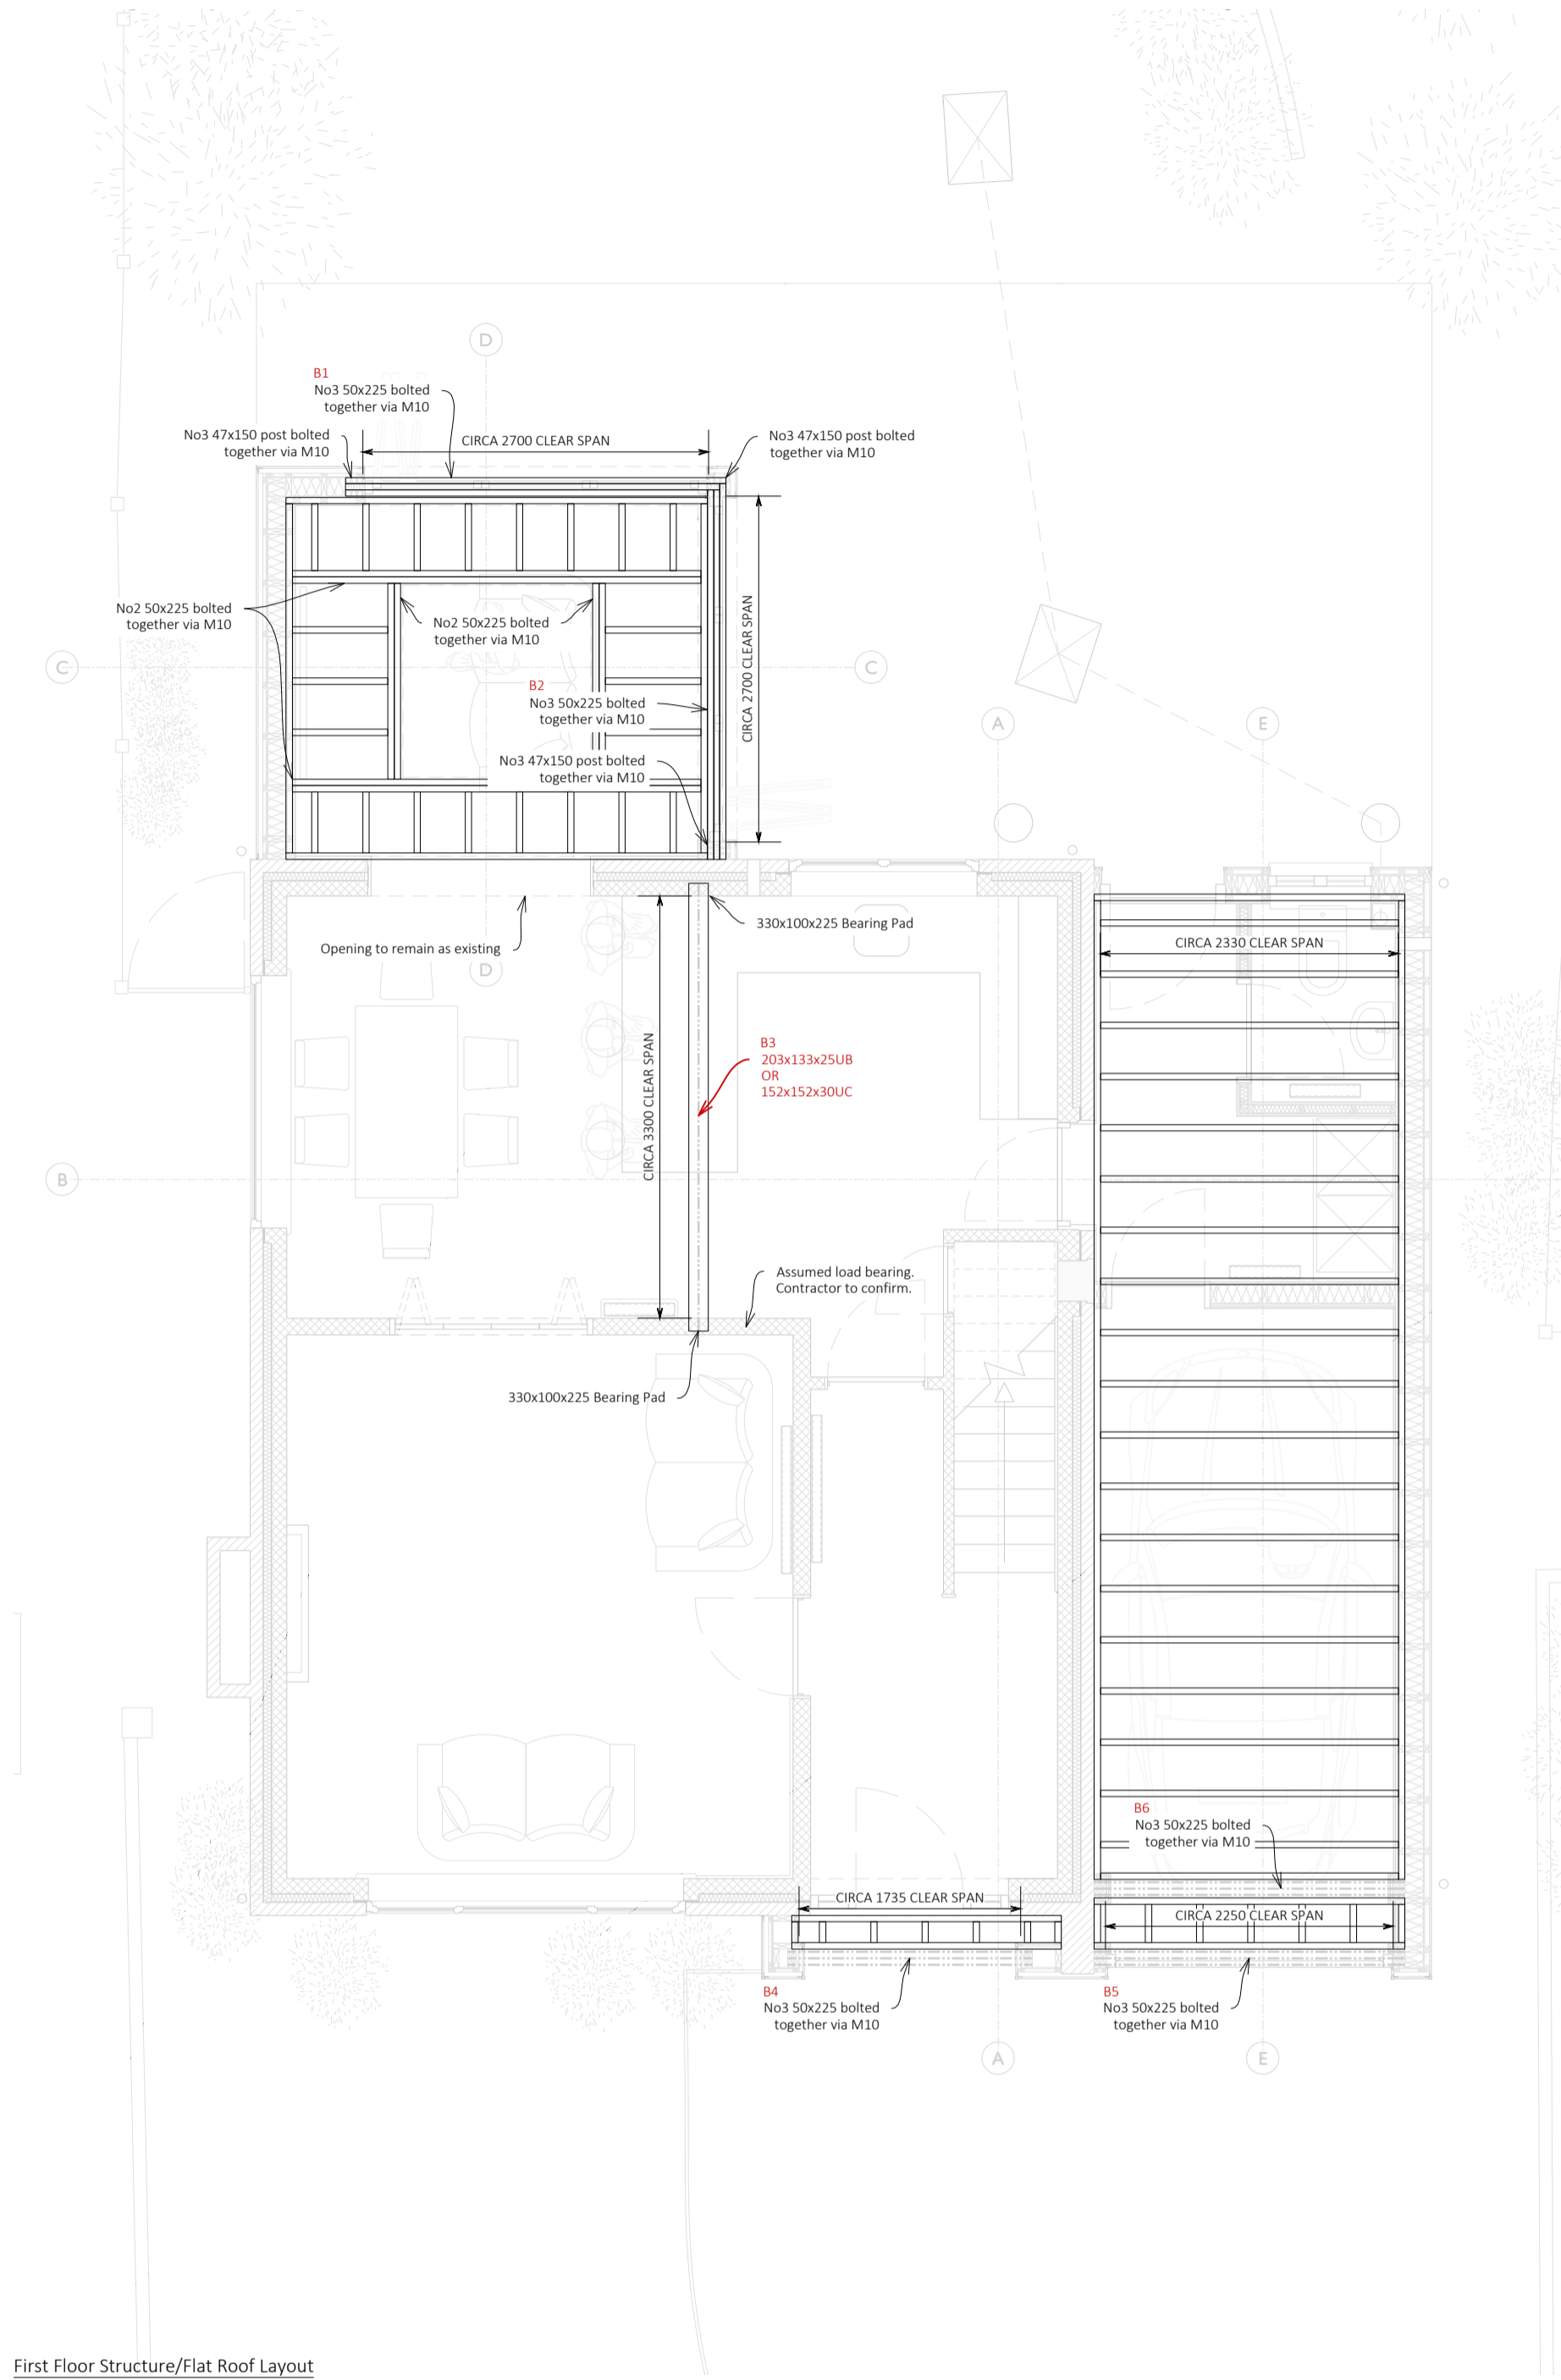 D
B1
No3 50x225 bolted
together via M10
No3 47x150 post bolted
together via M10
CIRCA 2700 CLEAR SPAN
No3 47x150 post bolted
together via M10
No2 50x225 bolted
together via M10
No2 50x225 bolted
together via M10
CIRCA 2700 CLEAR SPAN
C
C
B2
No3 50x225 bolted
together via M10
A
E
No3 47x150 post bolted
together via M10
330x100x225 Bearing Pad
Opening to remain as existing
D
CIRCA 2330 CLEAR SPAN
B3
203x133x25UB
OR
152x152x30UC
CIRCA 3300 CLEAR SPAN
B
Assumed load bearing.
Contractor to confirm.
330x100x225 Bearing Pad
B6
No3 50x225 bolted
together via M10
CIRCA 1735 CLEAR SPAN
CIRCA 2250 CLEAR SPAN
B4
No3 50x225 bolted
together via M10
B5
No3 50x225 bolted
together via M10
A
E
First Floor Structure/Flat Roof Layout